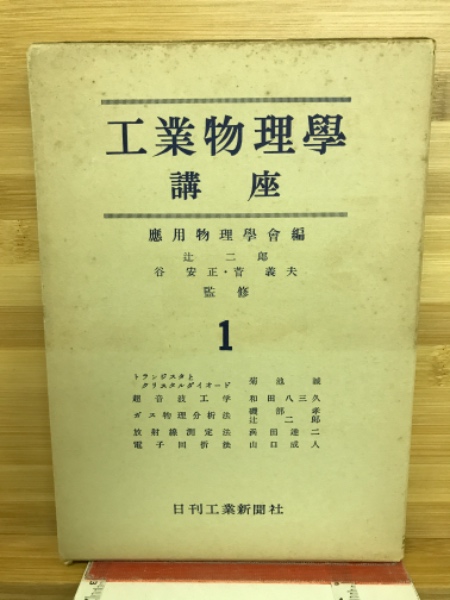 工業物理學
講座
應用物理學會編
辻二郎
谷安正・菅義夫
監修
1
トランジスタと
クリスタルダイオード 菊池誠
超音波工学 和田八三久
ガス物理分析法 磯部孝
辻二郎
放射線測定法 浜田達二
電子回折法 山口成人
日刊工業新聞社